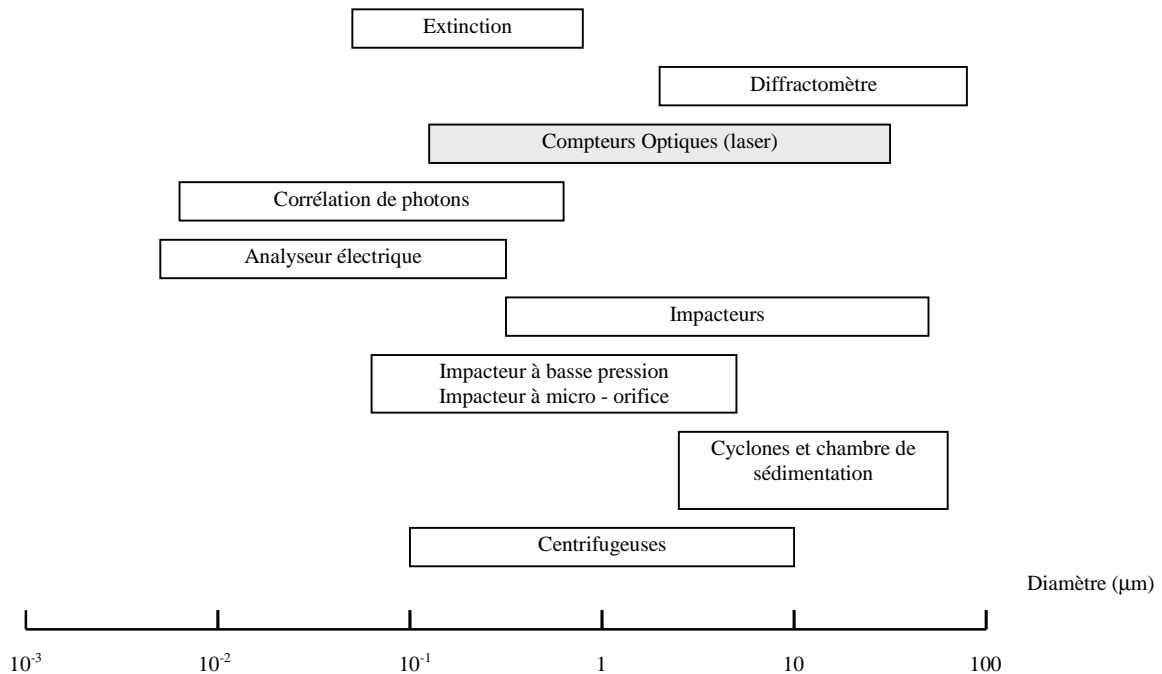 Extinction
Diffractomètre
Compteurs Optiques (laser)
Corrélation de photons
Analyseur électrique
Impacteurs
Impacteur à basse pression
Impacteur à micro - orifice
Cyclones et chambre de
sédimentation
Centrifugeuses
Diamètre (μm)
10⁻³ 10⁻² 10⁻¹ 1 10 100